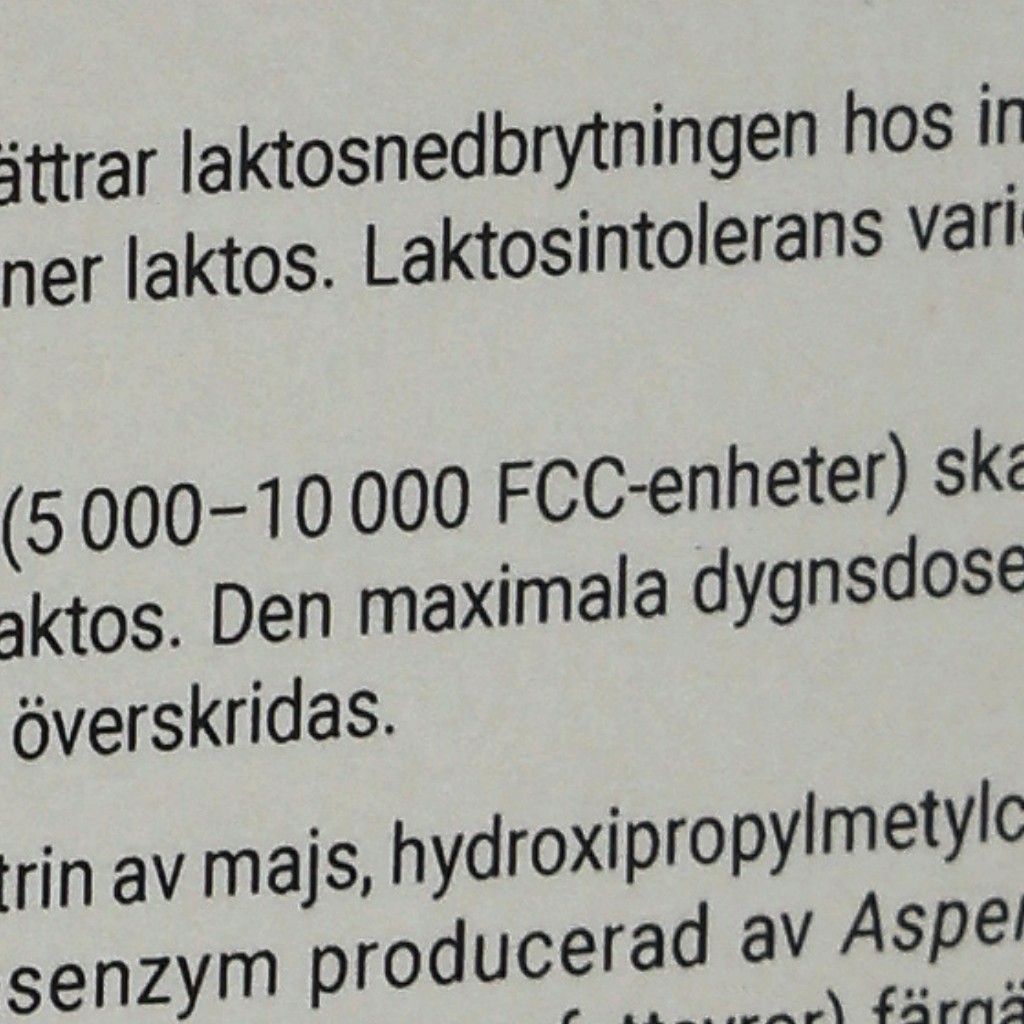 ättrar laktosnedbrytningen hos in
ner laktos. Laktosintolerans vari
(5 000–10 000 FCC-enheter) ska
aktos. Den maximala dygnsdose
överskridas.
trin av majs, hydroxipropylmetylc
senzym producerad av Asper
färgä